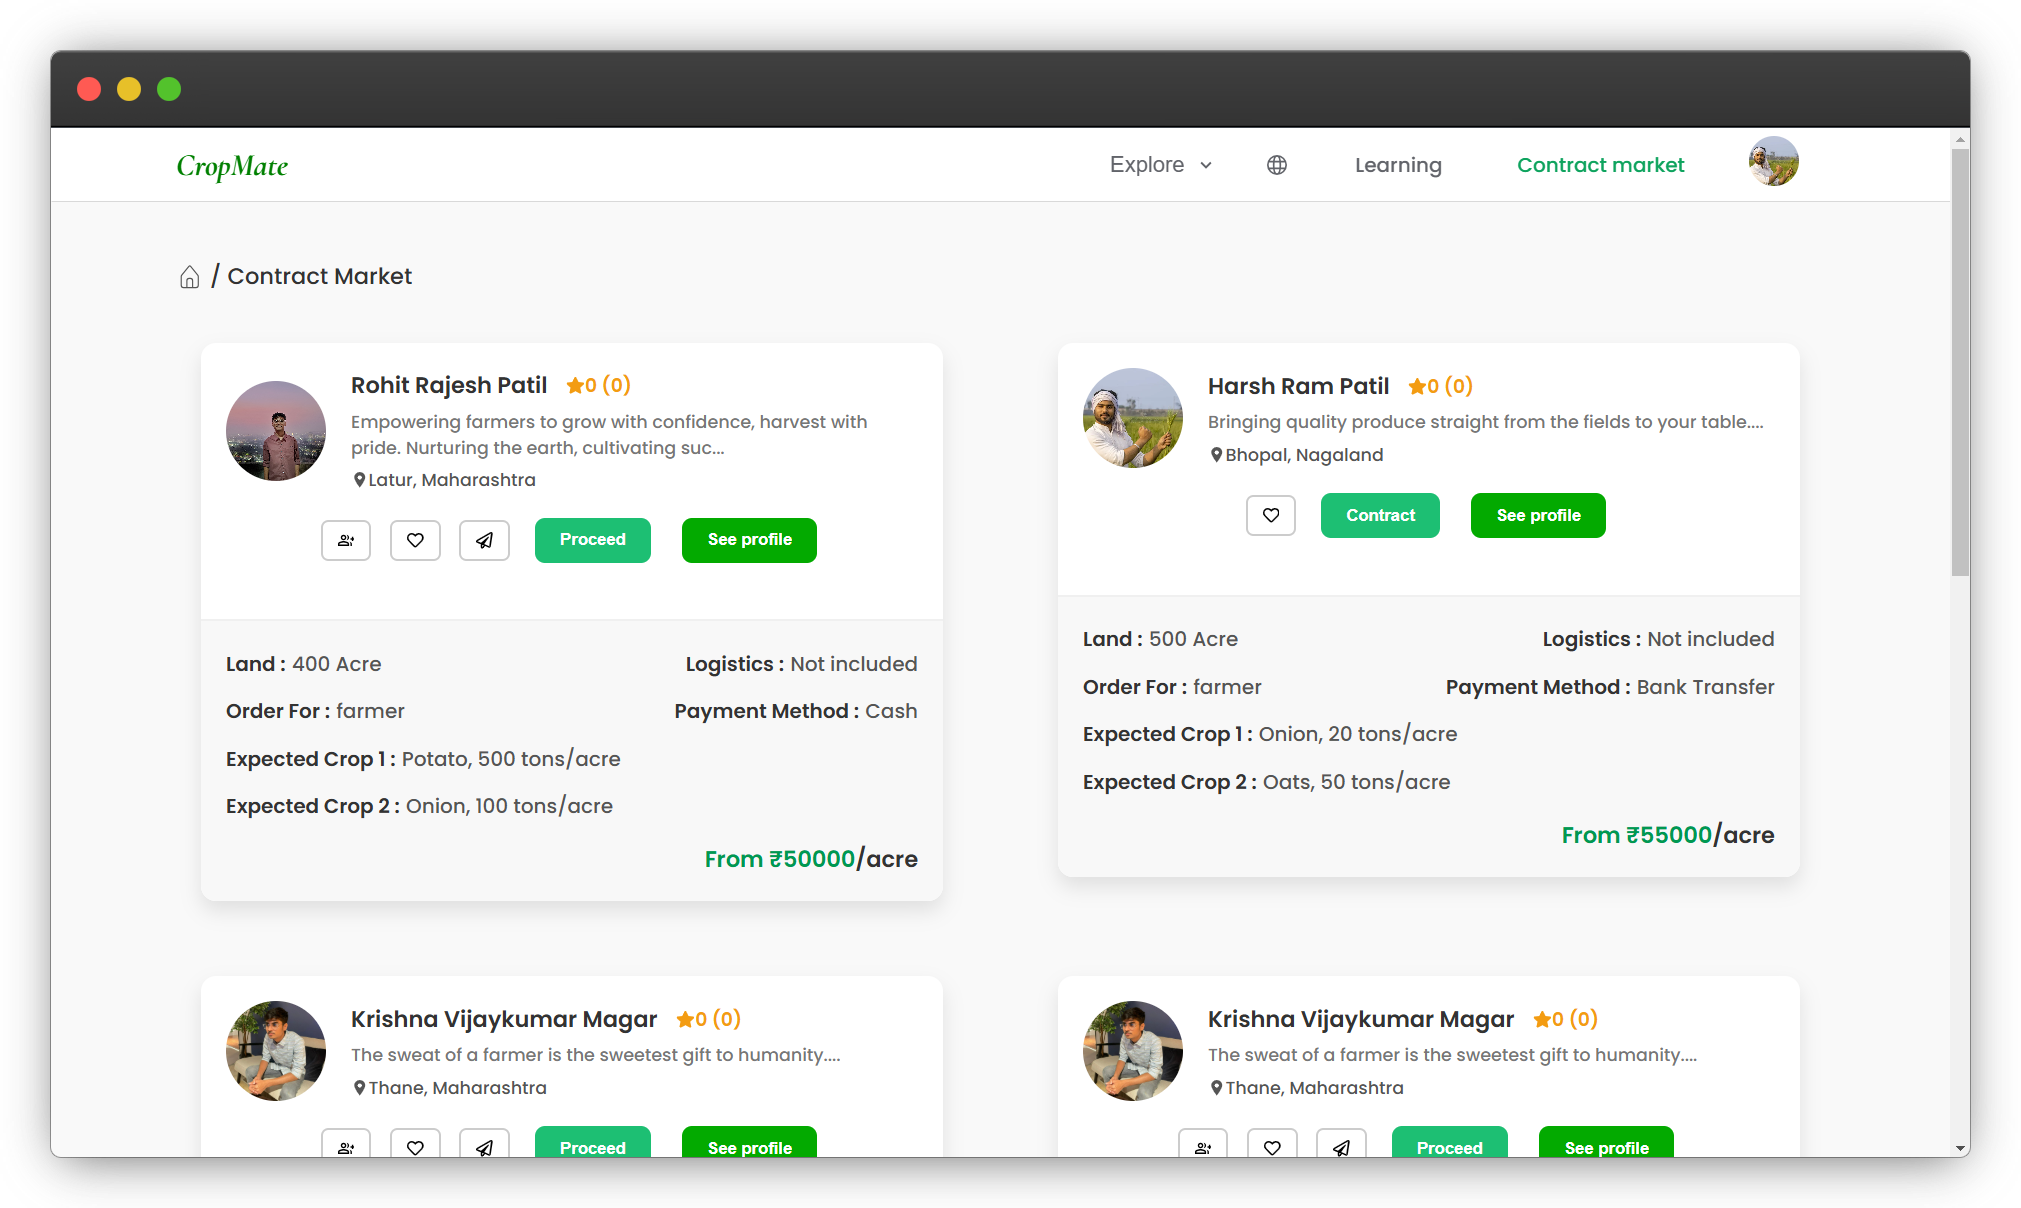 CropMate
Explore
Learning
Contract market
/ Contract Market
Rohit Rajesh Patil 0 (0)
Empowering farmers to grow with confidence, harvest with
pride. Nurturing the earth, cultivating suc...
Latur, Maharashtra
Proceed
See profile
Land : 400 Acre
Logistics : Not included
Order For : farmer
Payment Method : Cash
Expected Crop 1 : Potato, 500 tons/acre
Expected Crop 2 : Onion, 100 tons/acre
From ₹50000/acre
Harsh Ram Patil 0 (0)
Bringing quality produce straight from the fields to your table....
Bhopal, Nagaland
Contract
See profile
Land : 500 Acre
Logistics : Not included
Order For : farmer
Payment Method : Bank Transfer
Expected Crop 1 : Onion, 20 tons/acre
Expected Crop 2 : Oats, 50 tons/acre
From ₹55000/acre
Krishna Vijaykumar Magar 0 (0)
The sweat of a farmer is the sweetest gift to humanity....
Thane, Maharashtra
Proceed
See profile
Krishna Vijaykumar Magar 0 (0)
The sweat of a farmer is the sweetest gift to humanity....
Thane, Maharashtra
Proceed
See profile